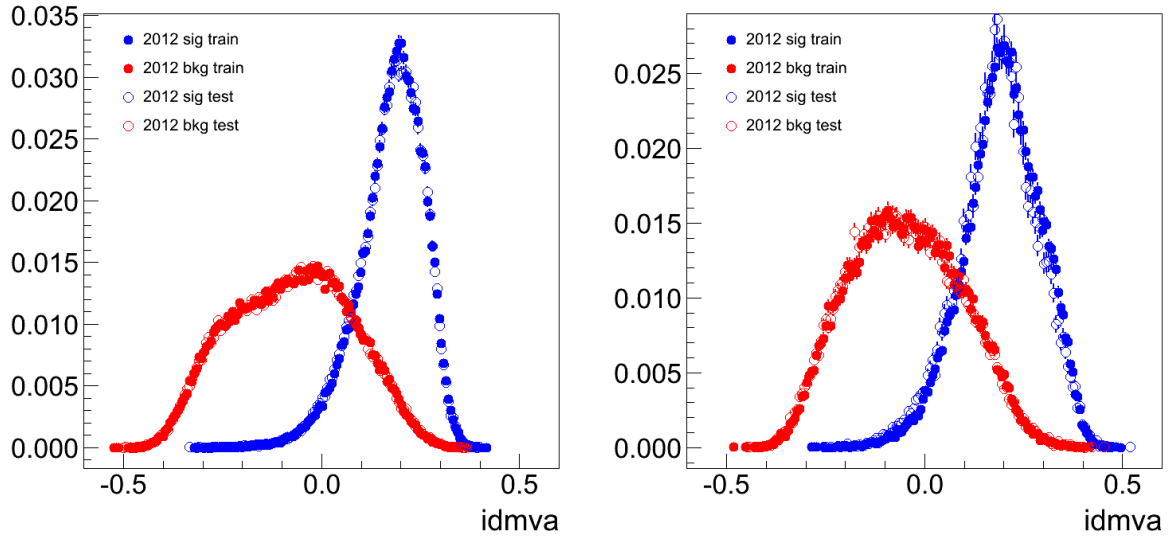 0.035
0.030
0.025
0.020
0.015
0.010
0.005
0.000
2012 sig train
2012 bkg train
2012 sig test
2012 bkg test
-0.5 0.0 0.5
idmva
0.025
0.020
0.015
0.010
0.005
0.000
2012 sig train
2012 bkg train
2012 sig test
2012 bkg test
-0.5 0.0 0.5
idmva